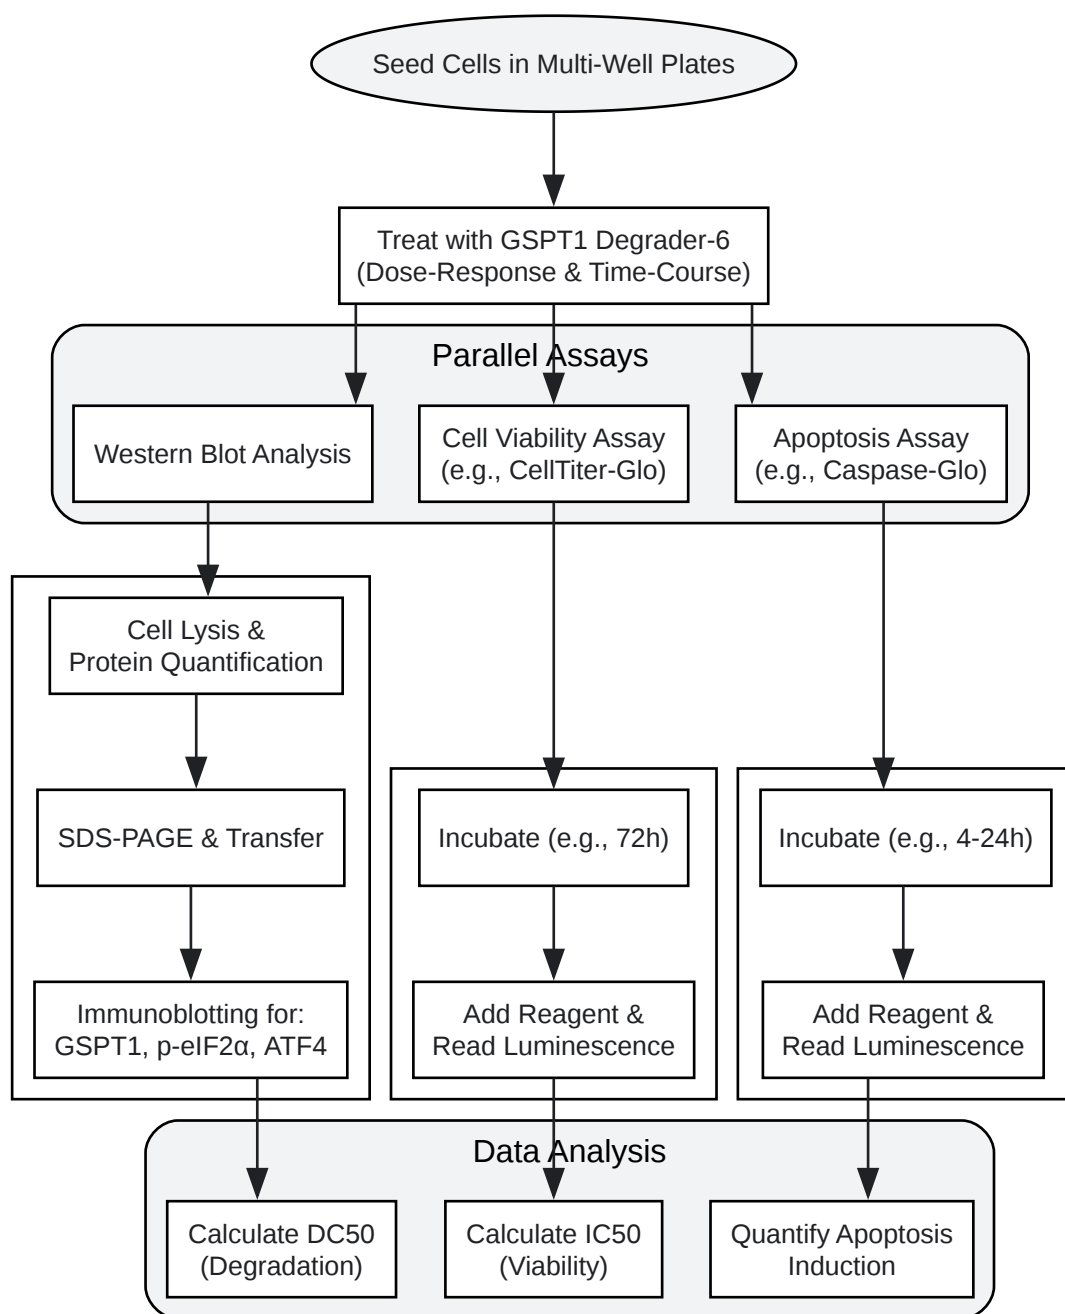 Seed Cells in Multi-Well Plates
Treat with GSPT1 Degrader-6
(Dose-Response & Time-Course)
Parallel Assays
Western Blot Analysis
Cell Viability Assay
(e.g., CellTiter-Glo)
Apoptosis Assay
(e.g., Caspase-Glo)
Cell Lysis &
Protein Quantification
SDS-PAGE & Transfer
Immunoblotting for:
GSPT1, p-eIF2α, ATF4
Incubate (e.g., 72h)
Add Reagent &
Read Luminescence
Incubate (e.g., 4-24h)
Add Reagent &
Read Luminescence
Data Analysis
Calculate DC50
(Degradation)
Calculate IC50
(Viability)
Quantify Apoptosis
Induction